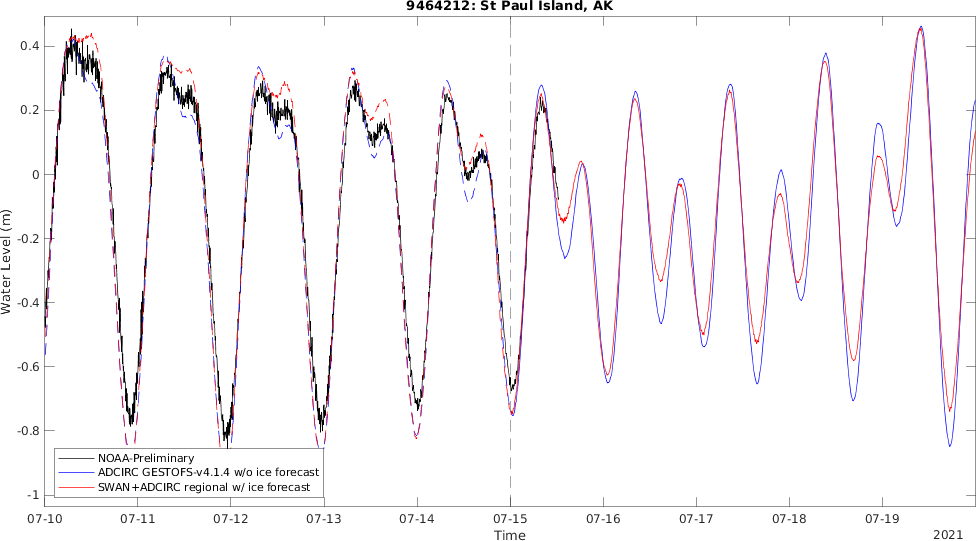 9464212: St Paul Island, AK
Water Level (m)
0.4
0.2
0
-0.2
-0.4
-0.6
-0.8
-1
NOAA-Preliminary
ADCIRC GESTOFS-v4.1.4 w/o ice forecast
SWAN+ADCIRC regional w/ ice forecast
07-10 07-11 07-12 07-13 07-14 07-15 07-16 07-17 07-18 07-19
Time
2021